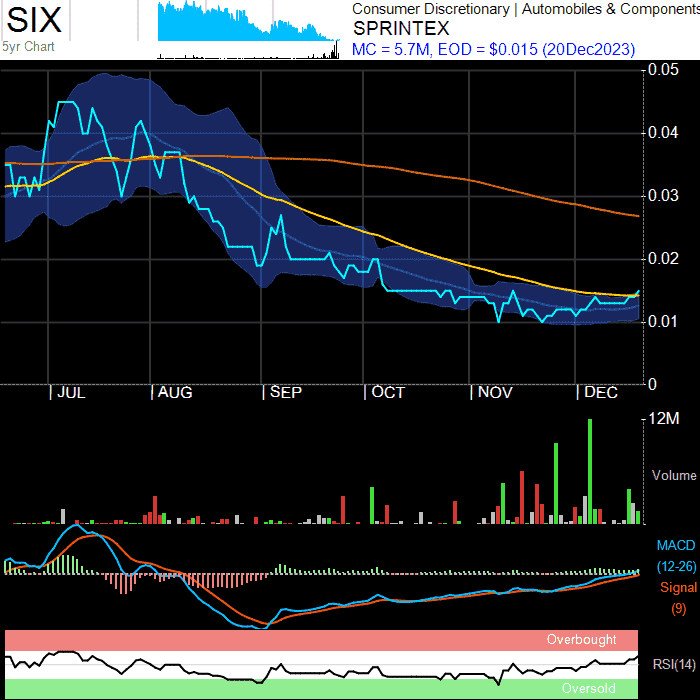 SIX
5yr Chart
Consumer Discretionary | Automobiles & Components
SPRINTEX
MC = 5.7M, EOD = $0.015 (20Dec2023)
0.05
0.04
0.03
0.02
0.01
0
| JUL | AUG | SEP | OCT | NOV | DEC
12M
Volume
MACD
(12-26)
Signal
(9)
Overbought
RSI(14)
Oversold